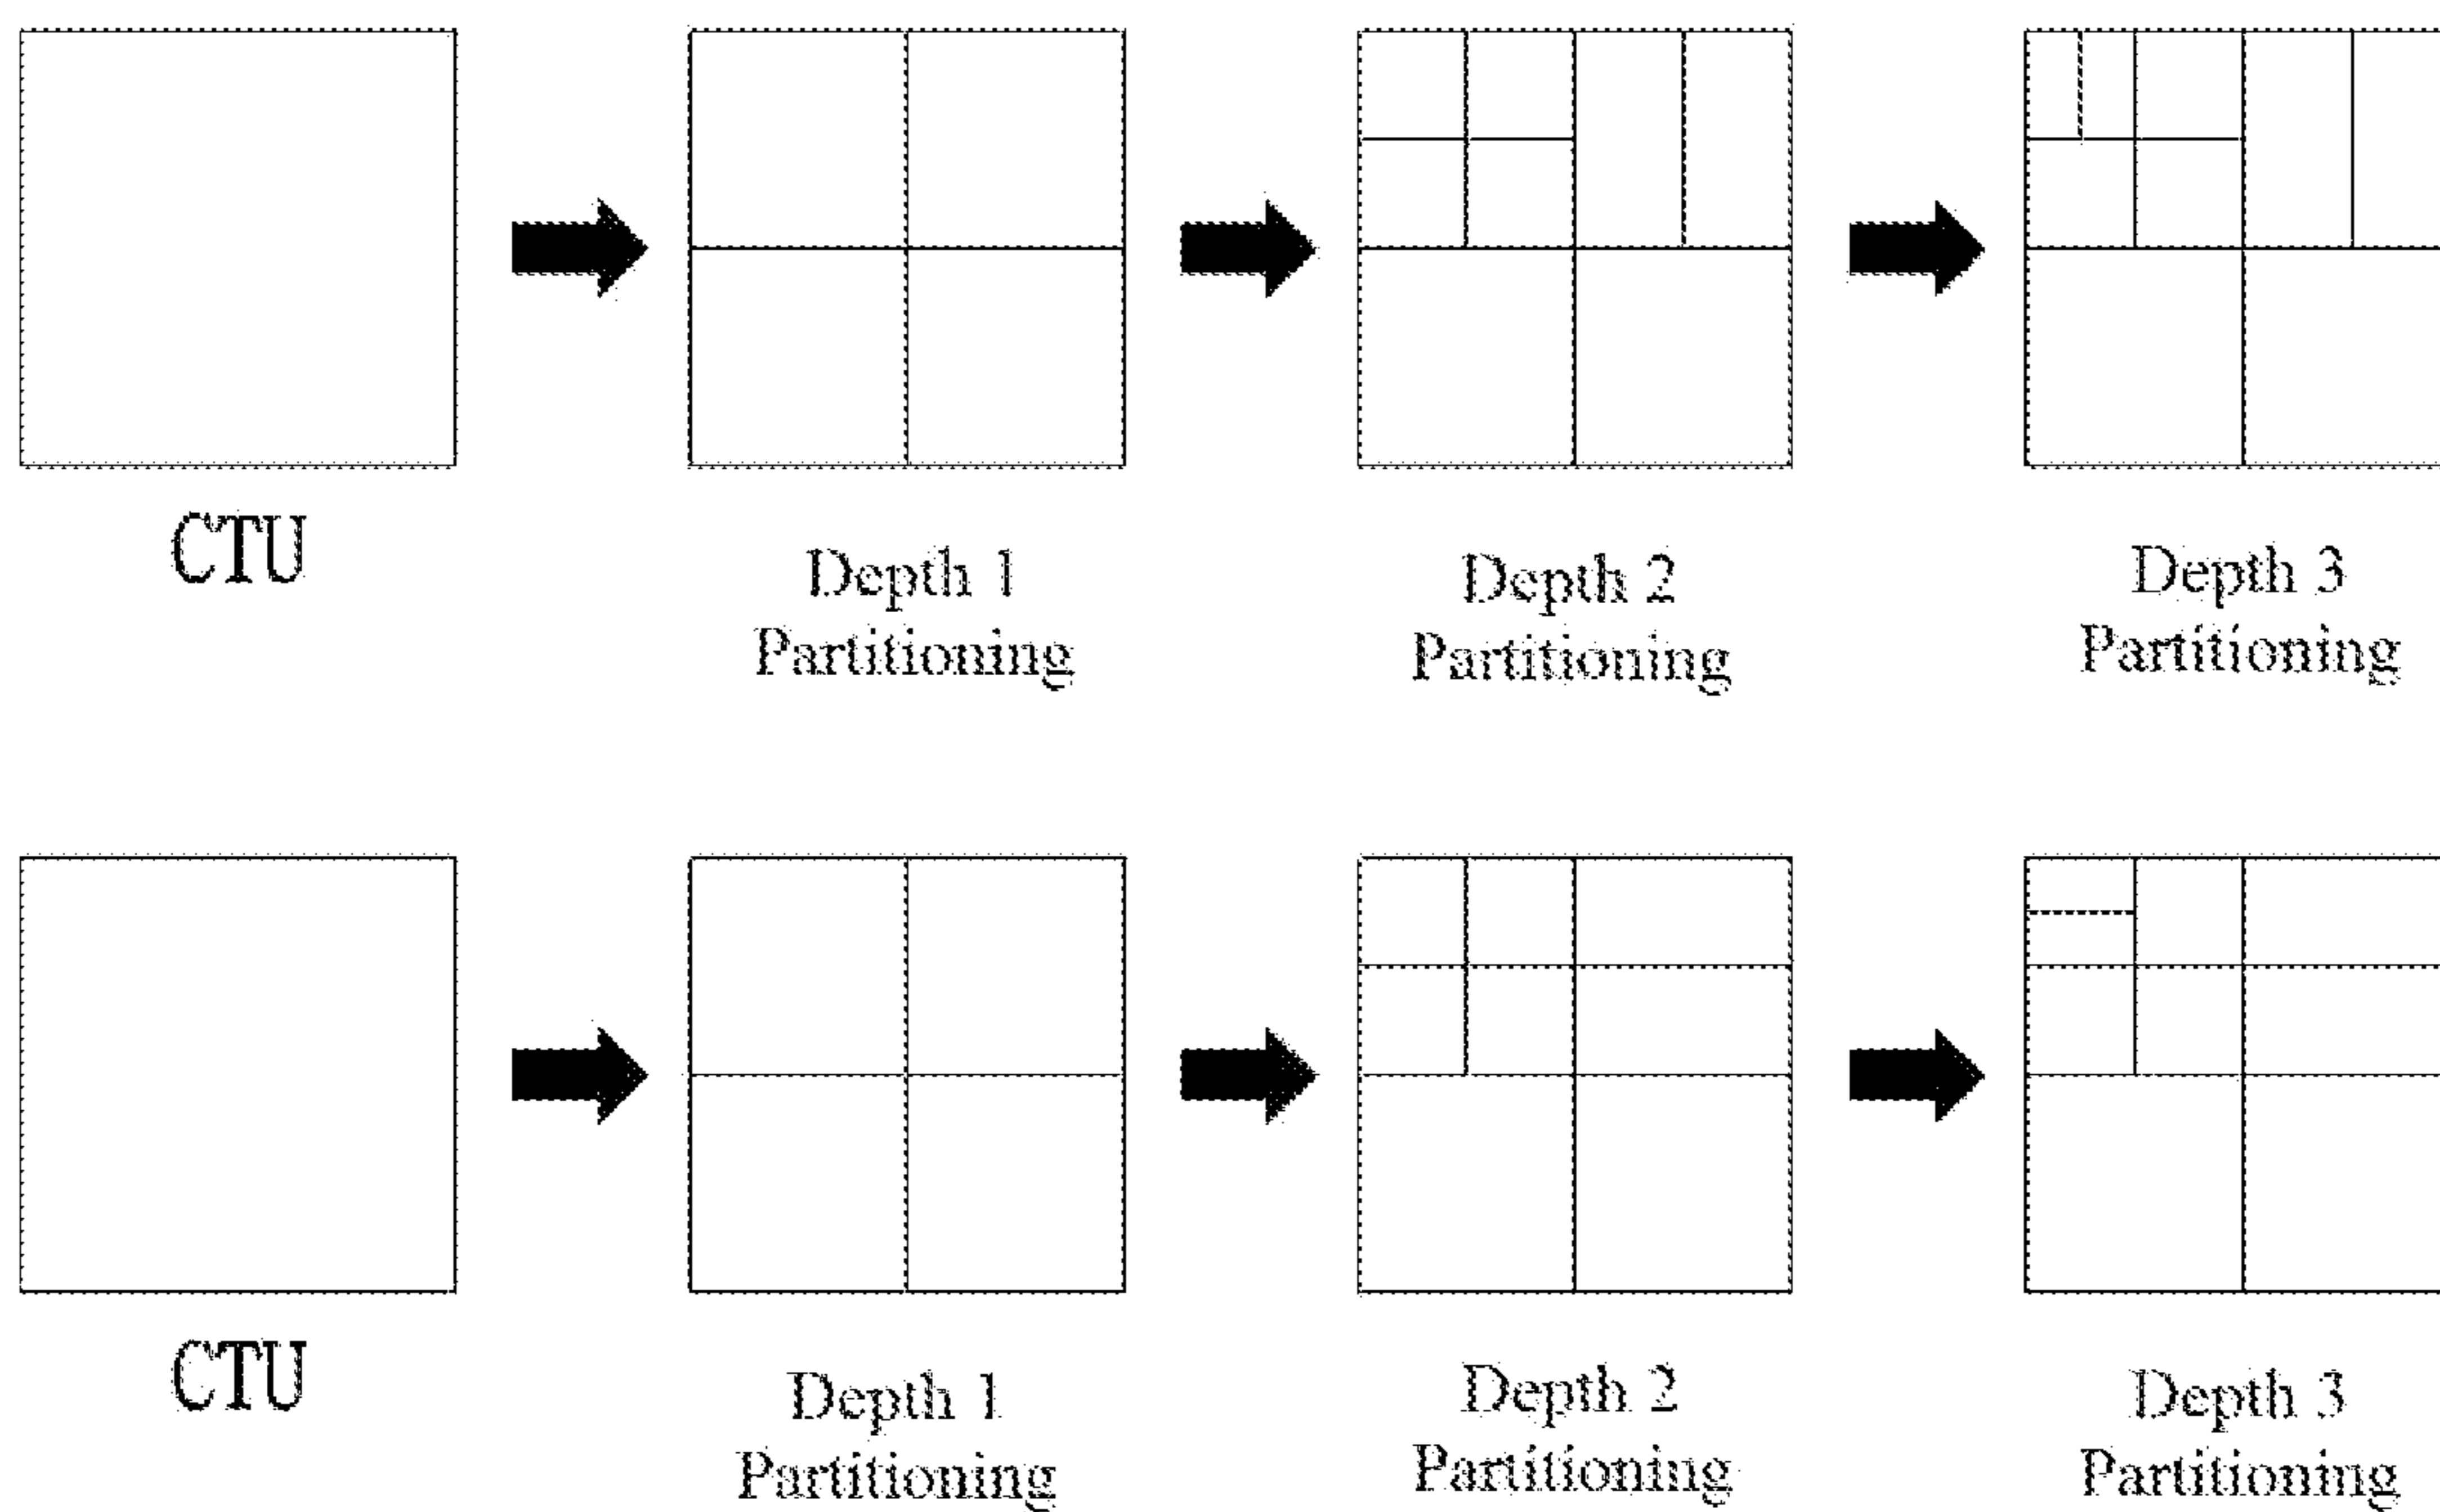 CTU
Depth 1
Partitioning
Depth 2
Partitioning
Depth 3
Partitioning
CTU
Depth 1
Partitioning
Depth 2
Partitioning
Depth 3
Partitioning